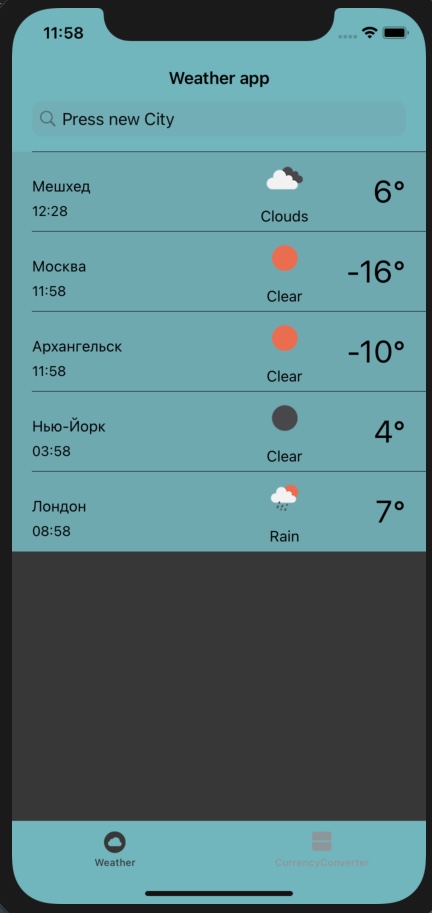 11:58
Weather app
Press new City
Мешхед
12:28
Clouds
6°
Москва
11:58
Clear
-16°
Архангельск
11:58
Clear
-10°
Нью-Йорк
03:58
Clear
4°
Лондон
08:58
Rain
7°
Weather
CurrencyConverter